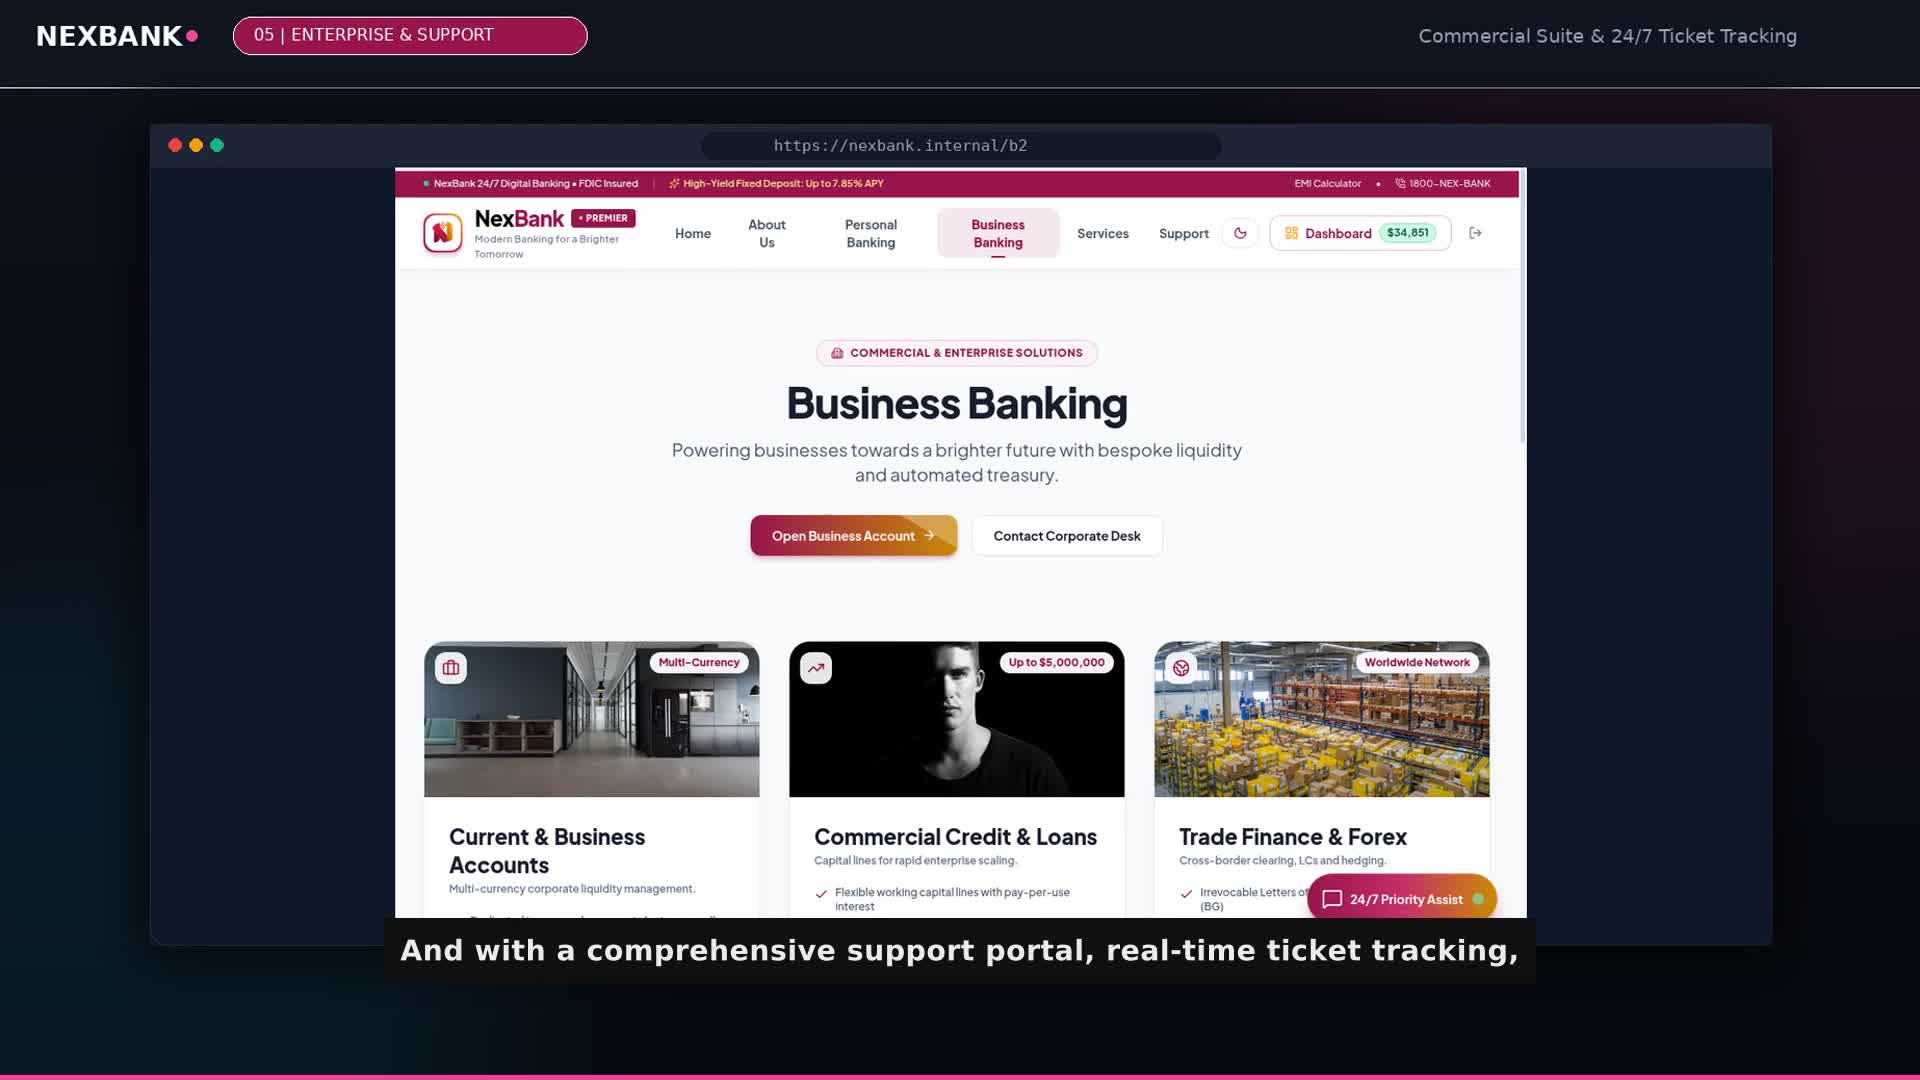 NEXBANK
05 | ENTERPRISE & SUPPORT
Commercial Suite & 24/7 Ticket Tracking
https://nexbank.internal/b2
NexBank 24/7 Digital Banking • FDIC Insured
High-Yield Fixed Deposit: Up to 7.85% APY
EMI Calculator
1800-NEX-BANK
NexBank
PREMIER
Modern Banking for a Brighter
Tomorrow
Home
About
Us
Personal
Banking
Business
Banking
Services
Support
Dashboard
$34,851
COMMERCIAL & ENTERPRISE SOLUTIONS
Business Banking
Powering businesses towards a brighter future with bespoke liquidity
and automated treasury.
Open Business Account
Contact Corporate Desk
Multi-Currency
Up to $5,000,000
Worldwide Network
Current & Business
Accounts
Multi-currency corporate liquidity management.
Commercial Credit & Loans
Capital lines for rapid enterprise scaling.
Flexible working capital lines with pay-per-use
interest
Trade Finance & Forex
Cross-border clearing, LCs and hedging.
Irrevocable Letters of
(BG)
24/7 Priority Assist
And with a comprehensive support portal, real-time ticket tracking,